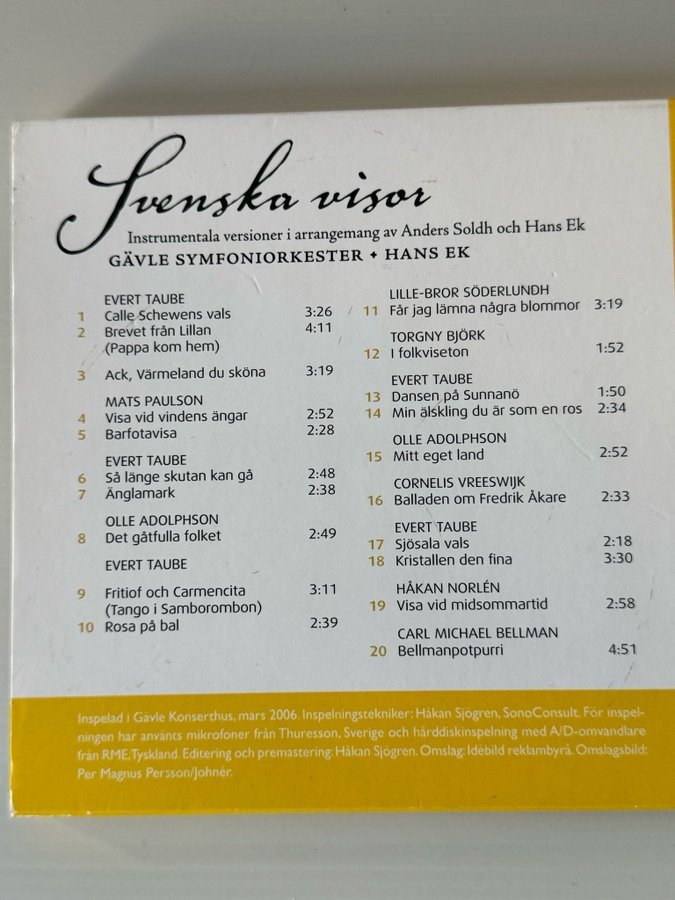 Svenska visor
Instrumentala versioner i arrangemang av Anders Soldh och Hans Ek
GÄVLE SYMFONIORKESTER • HANS EK
EVERT TAUBE
1 Calle Schewens vals 3:26
2 Brevet från Lillan 4:11
(Pappa kom hem)
3 Ack, Värmeland du sköna 3:19
MATS PAULSON
4 Visa vid vindens ängar 2:52
5 Barfotavisa 2:28
EVERT TAUBE
6 Så länge skutan kan gå 2:48
7 Änglamark 2:38
OLLE ADOLPHSON
8 Det gåtfulla folket 2:49
EVERT TAUBE
9 Fritiof och Carmencita 3:11
(Tango i Samborombon)
10 Rosa på bal 2:39
LILLE-BROR SÖDERLUNDH
11 Får jag lämna några blommor 3:19
TORGNY BJÖRK
12 I folkviseton 1:52
EVERT TAUBE
13 Dansen på Sunnanö 1:50
14 Min älskling du är som en ros 2:34
OLLE ADOLPHSON
15 Mitt eget land 2:52
CORNELIS VREESWIJK
16 Balladen om Fredrik Åkare 2:33
EVERT TAUBE
17 Sjösala vals 2:18
18 Kristallen den fina 3:30
HÅKAN NORLÉN
19 Visa vid midsommartid 2:58
CARL MICHAEL BELLMAN
20 Bellmanpotpurri 4:51
Inspelad i Gävle Konserthus, mars 2006. Inspelningstekniker: Håkan Sjögren, SonoConsult. För inspel-
ningen har använts mikrofoner från Thuresson, Sverige och hårddiskinspelning med A/D-omvandlare
från RME, Tyskland. Editering och premastering: Håkan Sjögren. Omslag: Idébild reklambyrå. Omslagsbild:
Per Magnus Persson/Johnér.